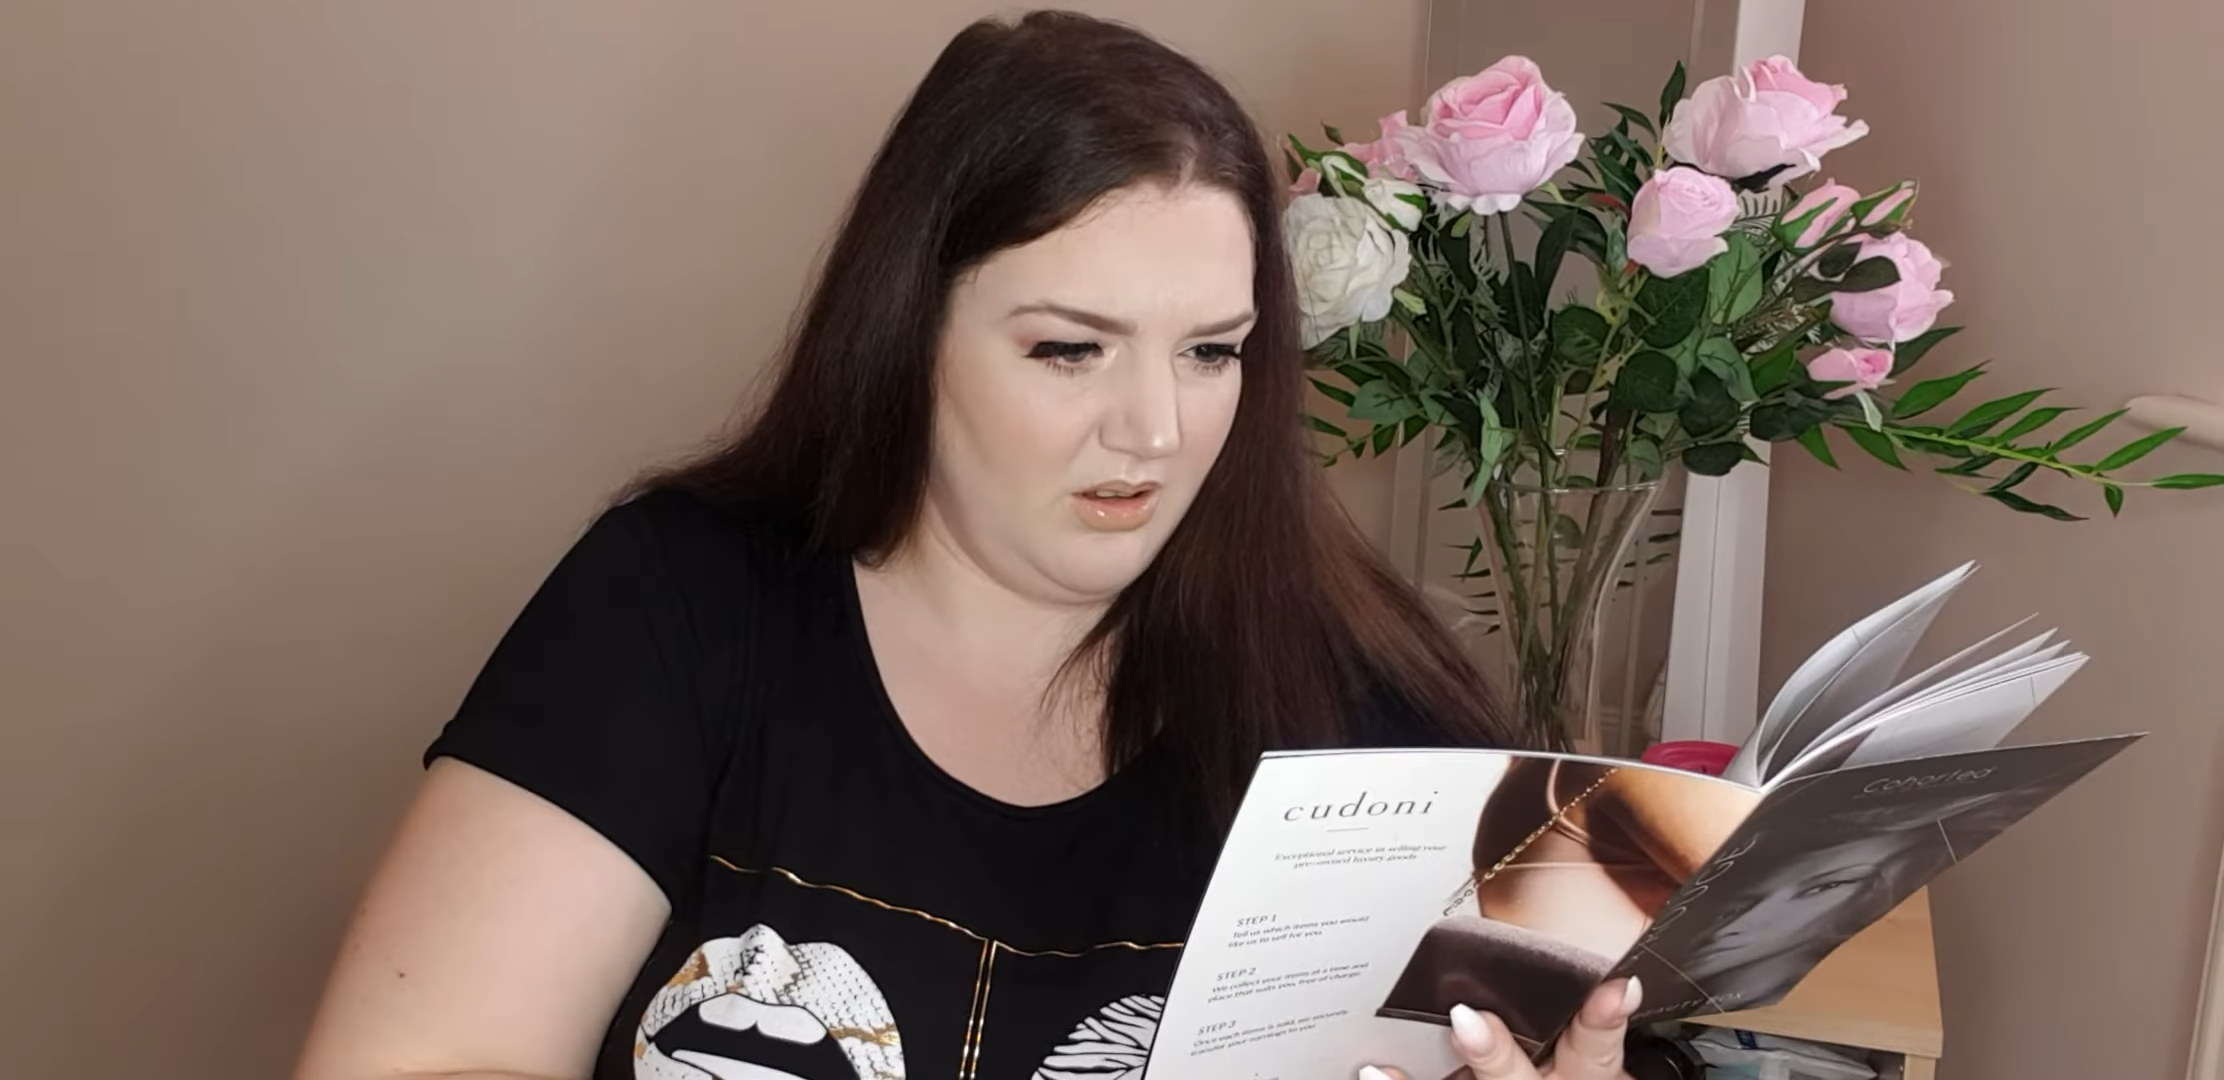 cudoni
Exceptional service in selling your
pre-owned luxury goods
STEP 1
Tell us which items you would
like us to sell for you
STEP 2
We collect your items at a time and
place that suits you, free of charge
STEP 3
Once each items is sold, we securely
transfer your earnings to you
Cohorted